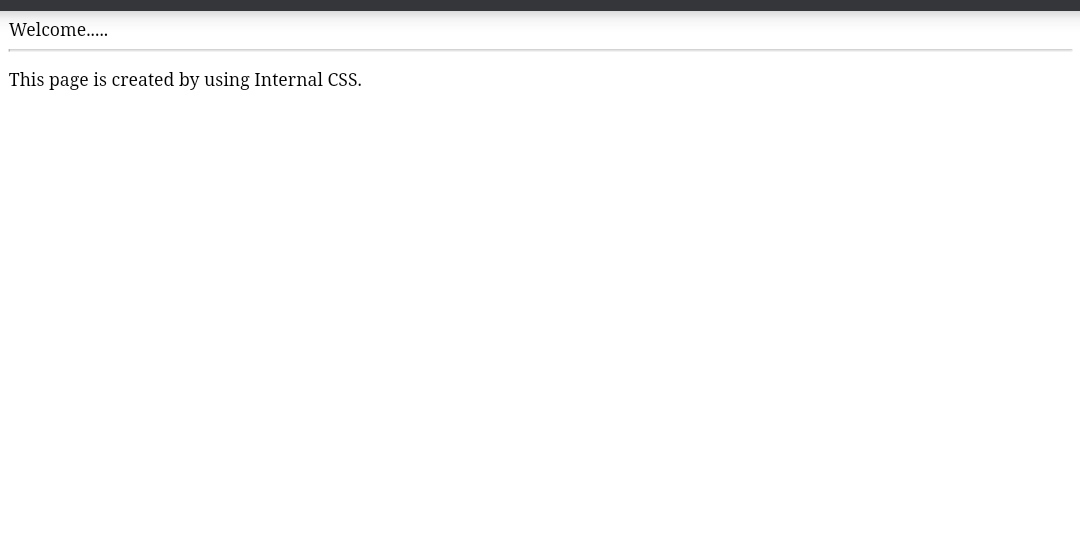 Welcome.....
This page is created by using Internal CSS.